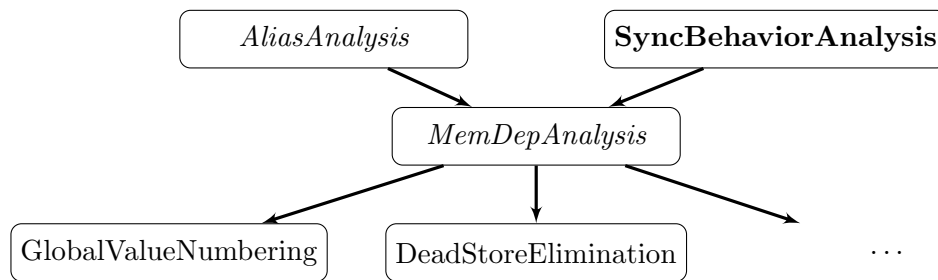 AliasAnalysis
SyncBehaviorAnalysis
MemDepAnalysis
GlobalValueNumbering
DeadStoreElimination
...